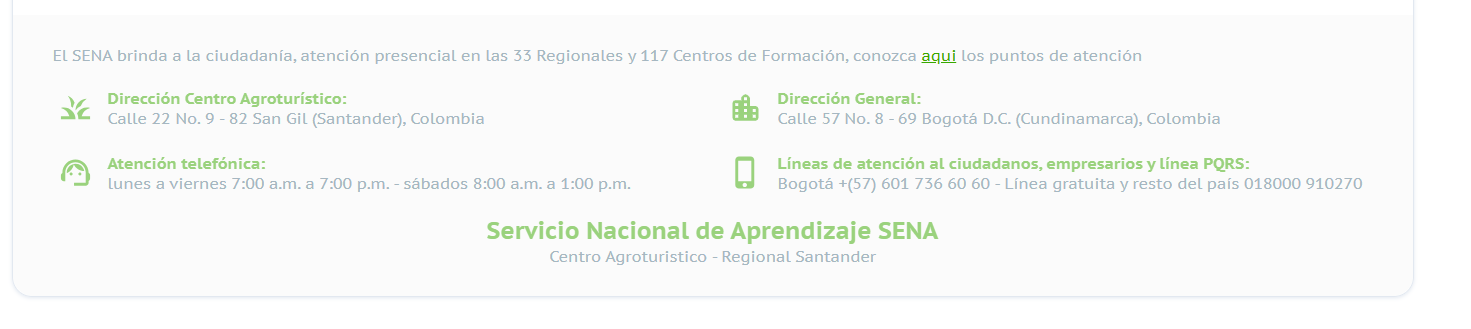 El SENA brinda a la ciudadanía, atención presencial en las 33 Regionales y 117 Centros de Formación, conozca aqui los puntos de atención
Dirección Centro Agroturístico:
Calle 22 No. 9 - 82 San Gil (Santander), Colombia
Dirección General:
Calle 57 No. 8 - 69 Bogotá D.C. (Cundinamarca), Colombia
Atención telefónica:
lunes a viernes 7:00 a.m. a 7:00 p.m. - sábados 8:00 a.m. a 1:00 p.m.
Líneas de atención al ciudadanos, empresarios y línea PQRS:
Bogotá +(57) 601 736 60 60 - Línea gratuita y resto del país 018000 910270
Servicio Nacional de Aprendizaje SENA
Centro Agroturistico - Regional Santander